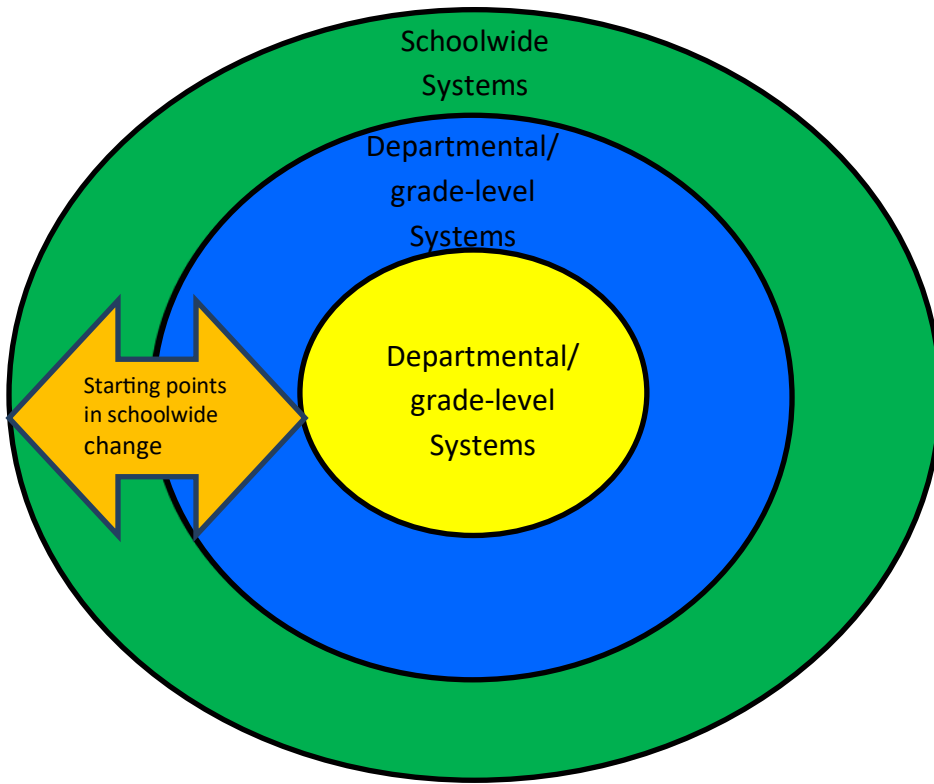 Schoolwide
Systems
Departmental/
grade-level
Systems
Departmental/
grade-level
Systems
Starting points
in schoolwide
change